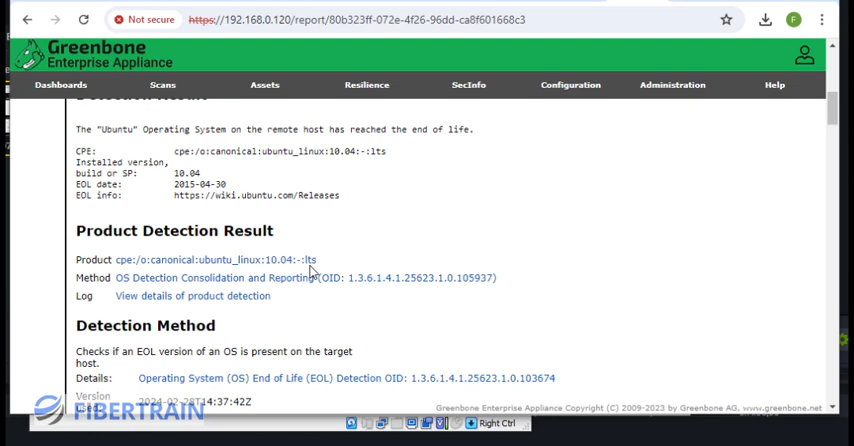 Not secure
https://192.168.0.120/report/80b323ff-072e-4f26-96dd-ca8f601668c3
F
Greenbone
Enterprise Appliance
Dashboards Scans Assets Resilience SecInfo Configuration Administration Help
Detection Result
The "Ubuntu" Operating System on the remote host has reached the end of life.
CPE: cpe:/o:canonical:ubuntu_linux:10.04:-:lts
Installed version,
build or SP: 10.04
EOL date: 2015-04-30
EOL info: https://wiki.ubuntu.com/Releases
Product Detection Result
Product cpe:/o:canonical:ubuntu_linux:10.04:-:lts
Method OS Detection Consolidation and Reporting (OID: 1.3.6.1.4.1.25623.1.0.105937)
Log View details of product detection
Detection Method
Checks if an EOL version of an OS is present on the target
host.
Details: Operating System (OS) End of Life (EOL) Detection OID: 1.3.6.1.4.1.25623.1.0.103674
Version
used: 2024-02-28T14:37:42Z
FIBERTRAIN
Greenbone Enterprise Appliance Copyright (C) 2009-2023 by Greenbone AG, www.greenbone.net
Right Ctrl